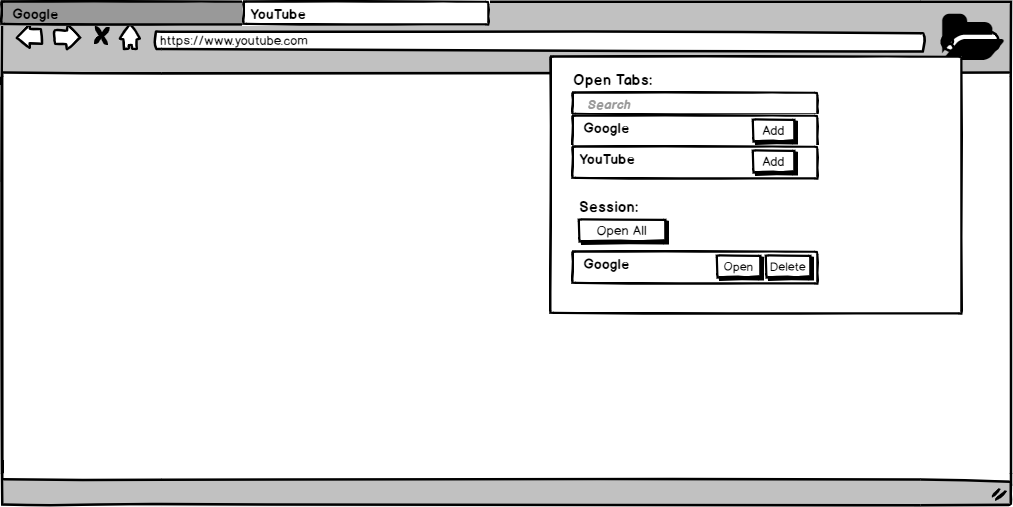 Google
YouTube
https://www.youtube.com
Open Tabs:
Search
Google Add
YouTube Add
Session:
Open All
Google Open Delete